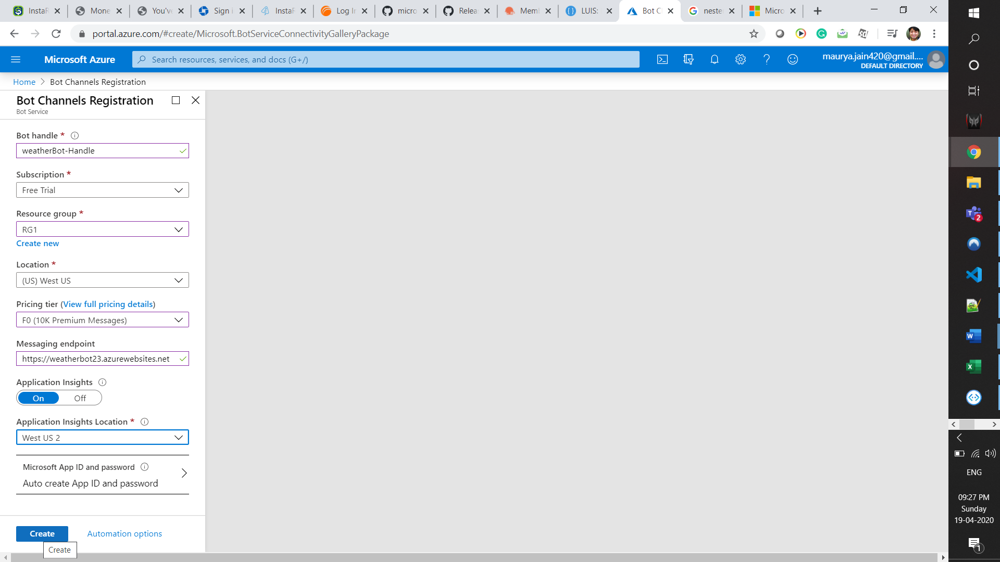 InstaR
Mone
You've
Sign i
InstaF
Log In
micro
Relea
Meml
LUIS:
Bot Cl
neste
Micro
portal.azure.com/#create/Microsoft.BotServiceConnectivityGalleryPackage
Microsoft Azure
Search resources, services, and docs (G+/)
maurya.jain420@gmail....
DEFAULT DIRECTORY
Home > Bot Channels Registration
Bot Channels Registration
Bot Service
Bot handle *
weatherBot-Handle
Subscription *
Free Trial
Resource group *
RG1
Create new
Location *
(US) West US
Pricing tier (View full pricing details)
F0 (10K Premium Messages)
Messaging endpoint
https://weatherbot23.azurewebsites.net
Application Insights
On Off
Application Insights Location *
West US 2
Microsoft App ID and password
Auto create App ID and password
Create Automation options
Create
2
ENG
09:27 PM
Sunday
19-04-2020
1